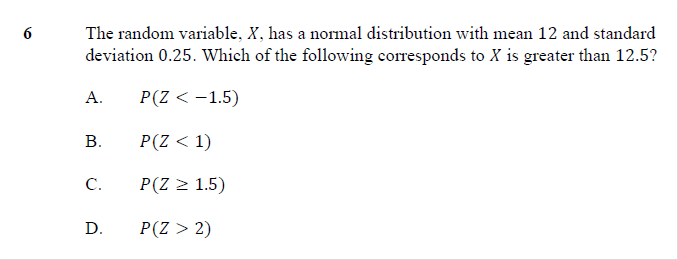 6 The random variable, X, has a normal distribution with mean 12 and standard
deviation 0.25. Which of the following corresponds to X is greater than 12.5?
A. P(Z < −1.5)
B. P(Z < 1)
C. P(Z ≥ 1.5)
D. P(Z > 2)